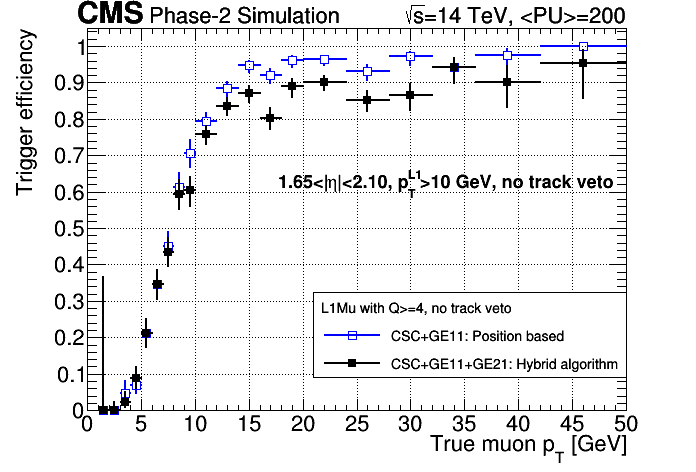 CMS Phase-2 Simulation √s=14 TeV, <PU>=200
Trigger efficiency
1
0.9
0.8
0.7
0.6
0.5
0.4
0.3
0.2
0.1
0
1.65<|η|<2.10, p_T^L1>10 GeV, no track veto
L1Mu with Q>=4, no track veto
CSC+GE11: Position based
CSC+GE11+GE21: Hybrid algorithm
0 5 10 15 20 25 30 35 40 45 50
True muon p_T [GeV]